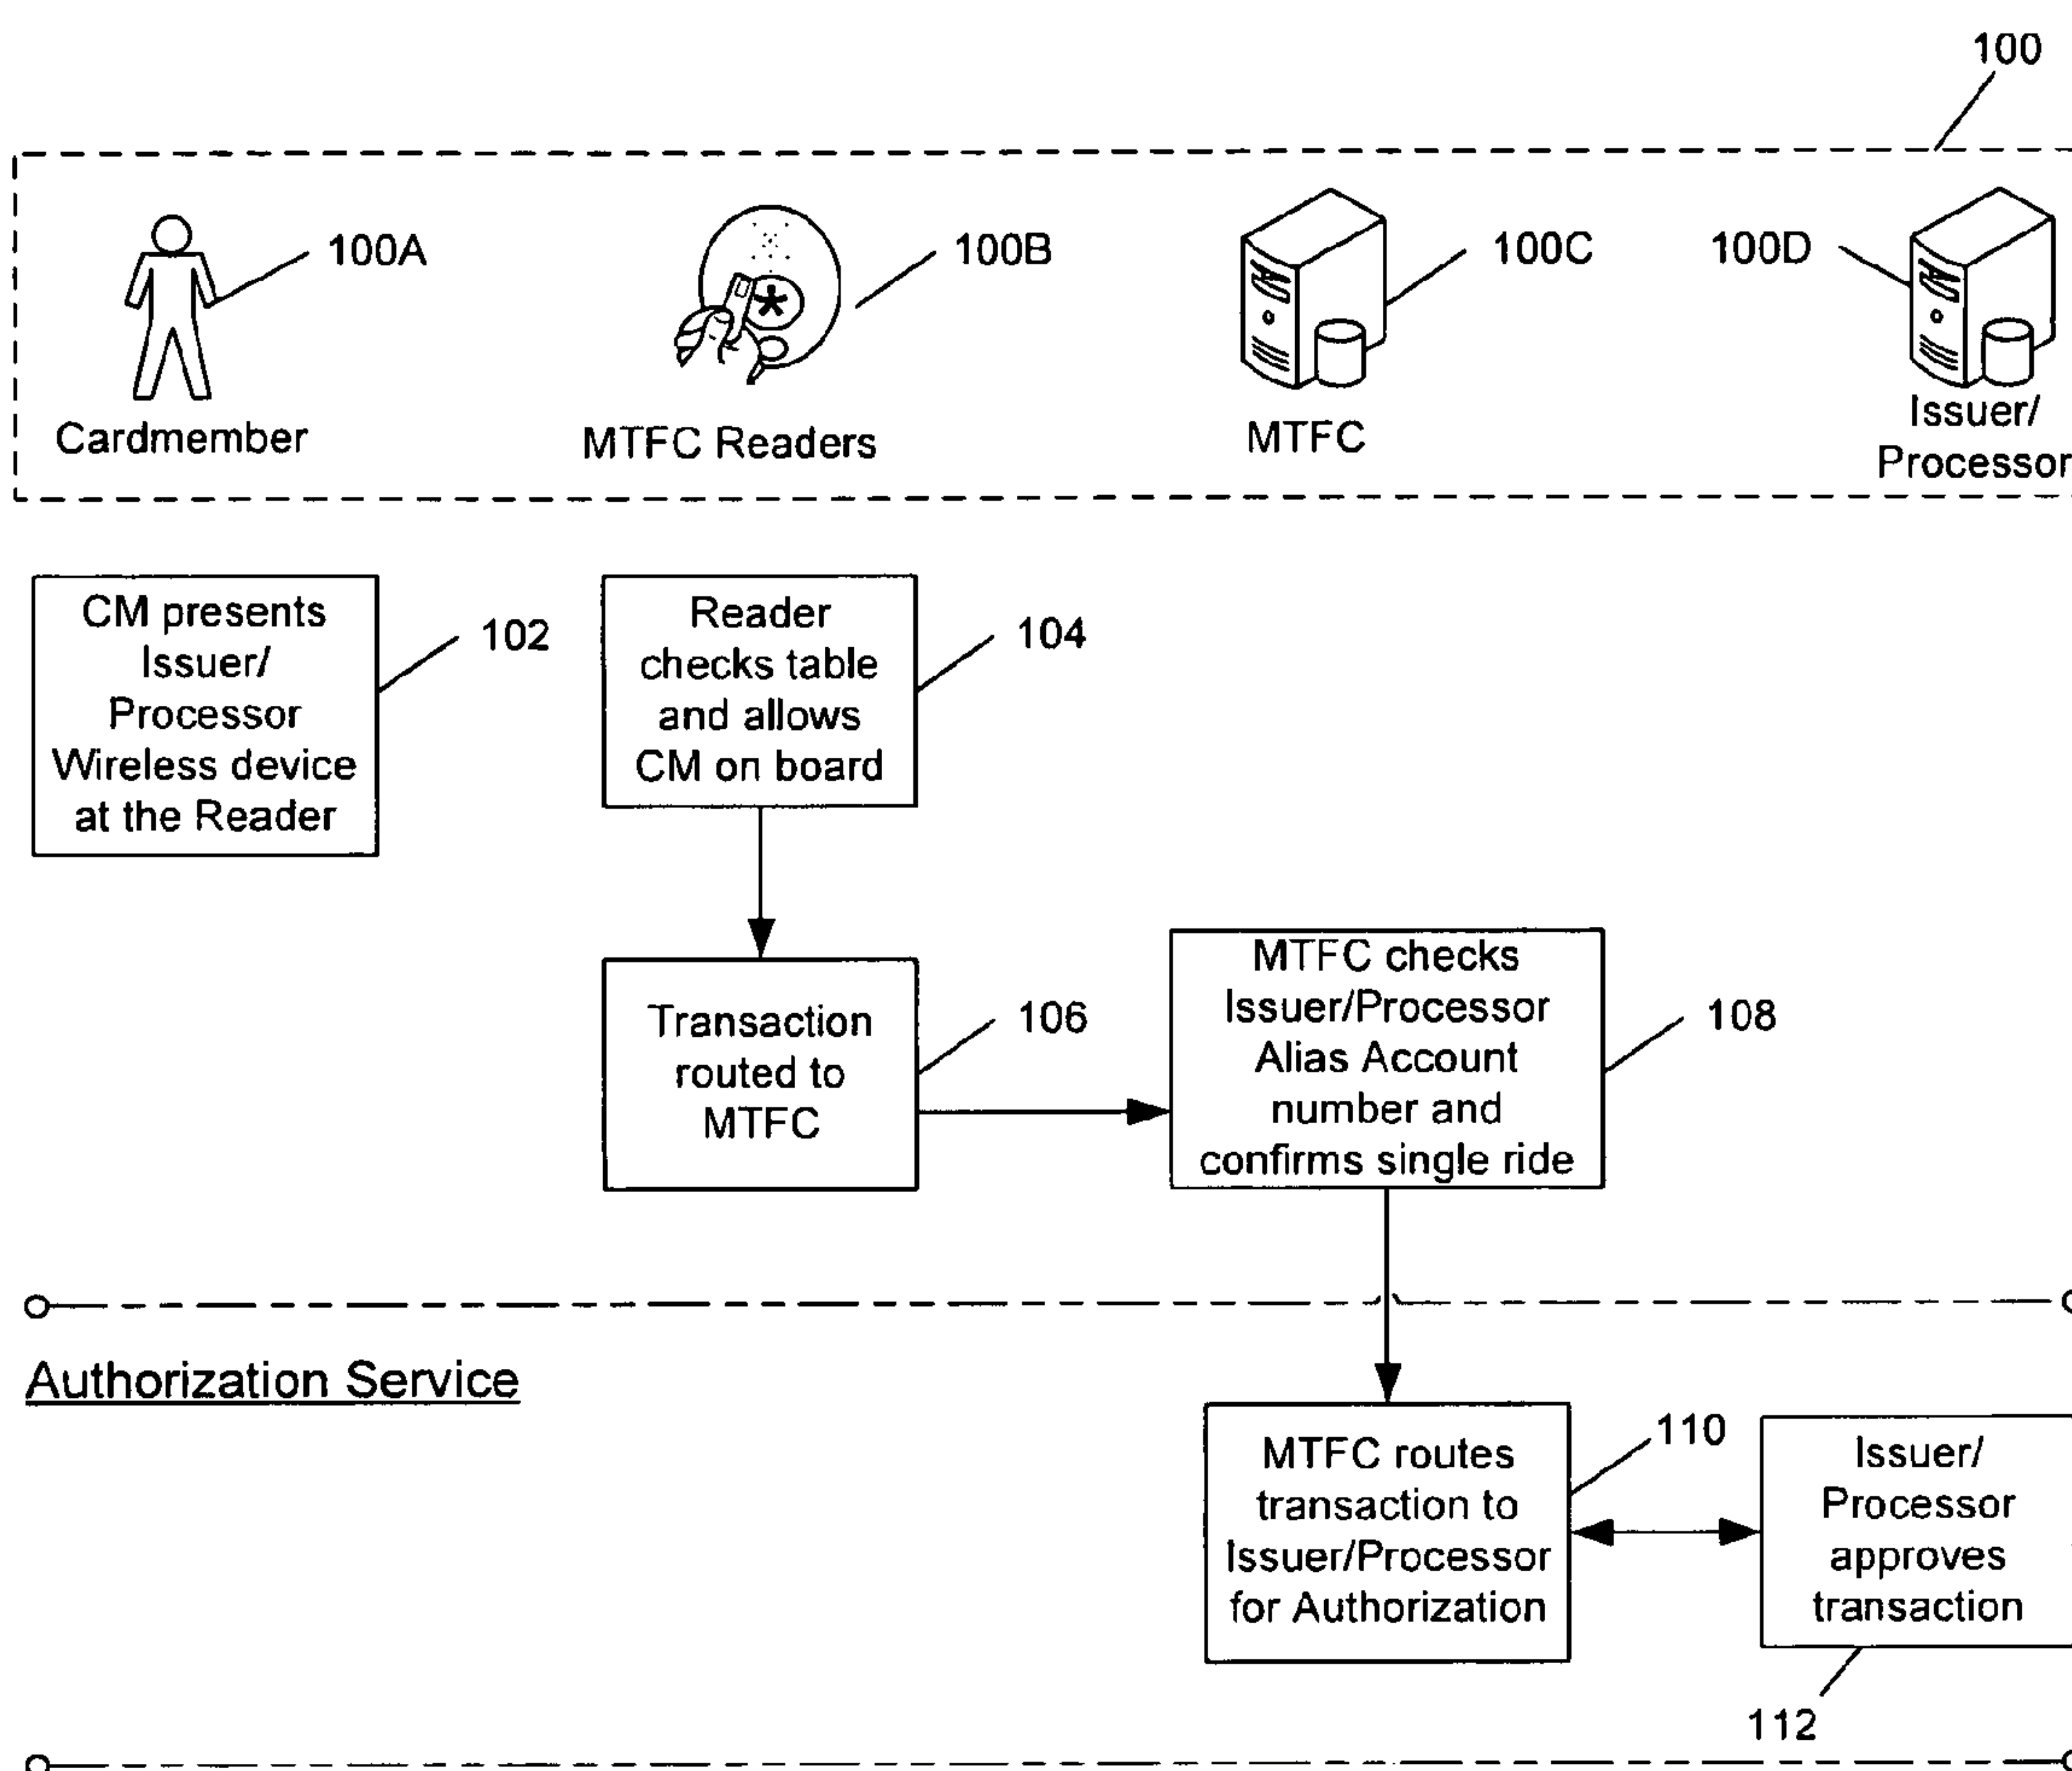 100
100A
100B
100C
100D
Cardmember
MTFC Readers
MTFC
Issuer/
Processor
CM presents
Issuer/
Processor
Wireless device
at the Reader
102
Reader
checks table
and allows
CM on board
104
Transaction
routed to
MTFC
106
MTFC checks
Issuer/Processor
Alias Account
number and
confirms single ride
108
Authorization Service
MTFC routes
transaction to
Issuer/Processor
for Authorization
110
Issuer/
Processor
approves
transaction
112